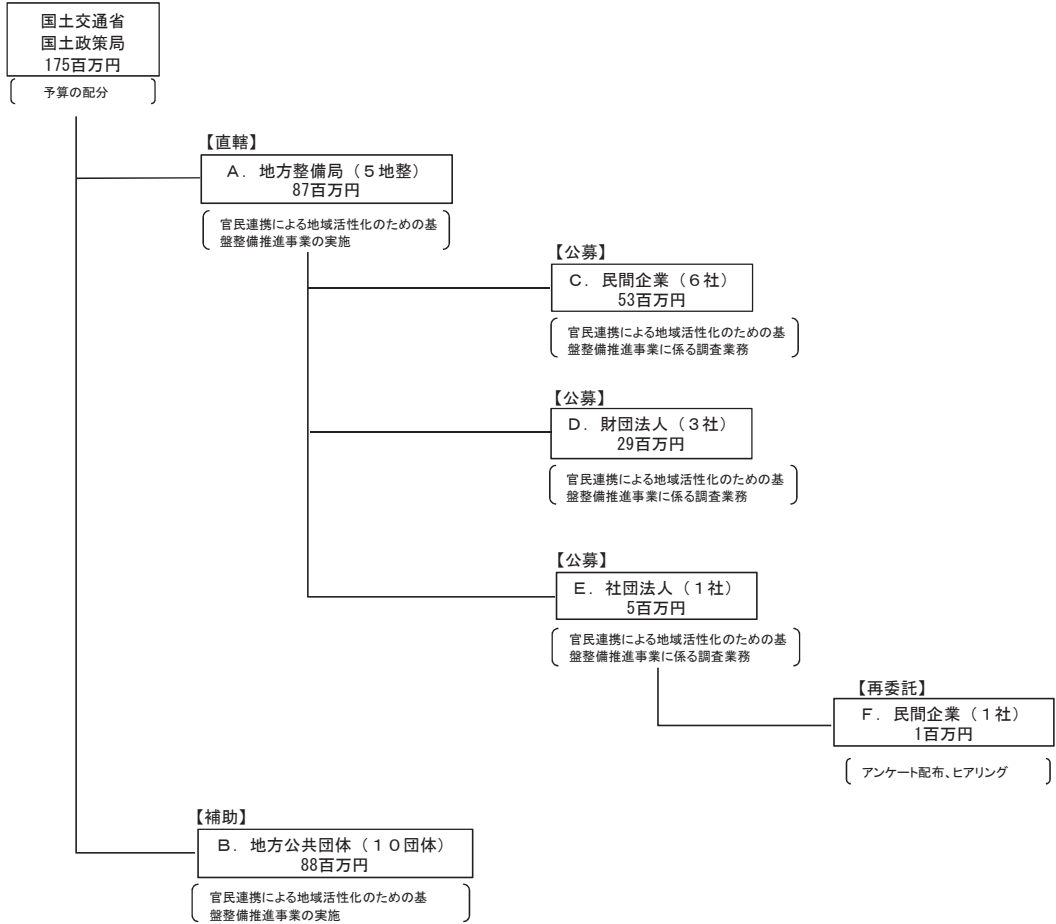 国土交通省
国土政策局
175百万円
予算の配分
【直轄】
A．地方整備局（５地整）
87百万円
官民連携による地域活性化のための基
盤整備推進事業の実施
【公募】
C．民間企業（６社）
53百万円
官民連携による地域活性化のための基
盤整備推進事業に係る調査業務
【公募】
D．財団法人（３社）
29百万円
官民連携による地域活性化のための基
盤整備推進事業に係る調査業務
【公募】
E．社団法人（１社）
5百万円
官民連携による地域活性化のための基
盤整備推進事業に係る調査業務
【再委託】
F．民間企業（１社）
1百万円
アンケート配布、ヒアリング
【補助】
B．地方公共団体（１０団体）
88百万円
官民連携による地域活性化のための基
盤整備推進事業の実施